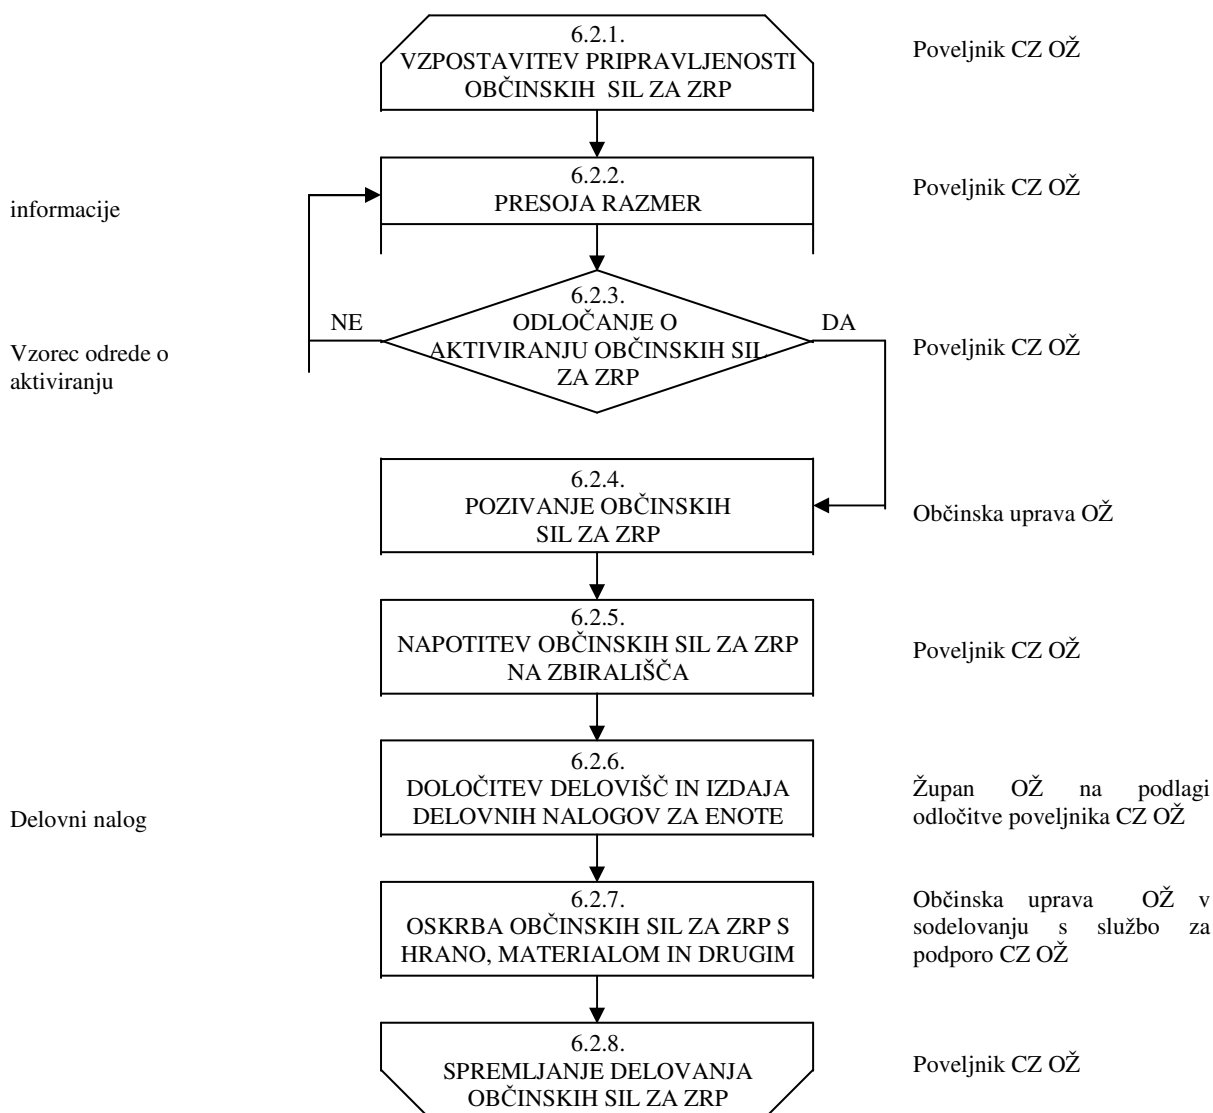 6.2.1.
VZPOSTAVITEV PRIPRAVLJENOSTI
OBČINSKIH SIL ZA ZRP
Poveljnik CZ OŽ
informacije
6.2.2.
PRESOJA RAZMER
Poveljnik CZ OŽ
Vzorec odrede o
aktiviranju
NE
6.2.3.
ODLOČANJE O
AKTIVIRANJU OBČINSKIH SIL
ZA ZRP
DA
Poveljnik CZ OŽ
6.2.4.
POZIVANJE OBČINSKIH
SIL ZA ZRP
Občinska uprava OŽ
6.2.5.
NAPOTITEV OBČINSKIH SIL ZA ZRP
NA ZBIRALIŠČA
Poveljnik CZ OŽ
Delovni nalog
6.2.6.
DOLOČITEV DELOVIŠČ IN IZDAJA
DELOVNIH NALOGOV ZA ENOTE
Župan OŽ na podlagi
odločitve poveljnika CZ OŽ
6.2.7.
OSKRBA OBČINSKIH SIL ZA ZRP S
HRANO, MATERIALOM IN DRUGIM
Občinska uprava OŽ v
sodelovanju s službo za
podporo CZ OŽ
6.2.8.
SPREMLJANJE DELOVANJA
OBČINSKIH SIL ZA ZRP
Poveljnik CZ OŽ